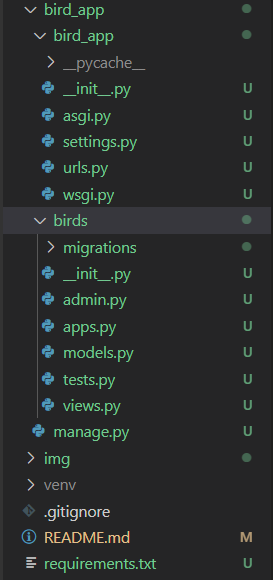 bird_app
bird_app
__pycache__
__init__.py U
asgi.py U
settings.py U
urls.py U
wsgi.py U
birds
migrations
__init__.py U
admin.py U
apps.py U
models.py U
tests.py U
views.py U
manage.py U
img
venv
.gitignore
README.md M
requirements.txt U